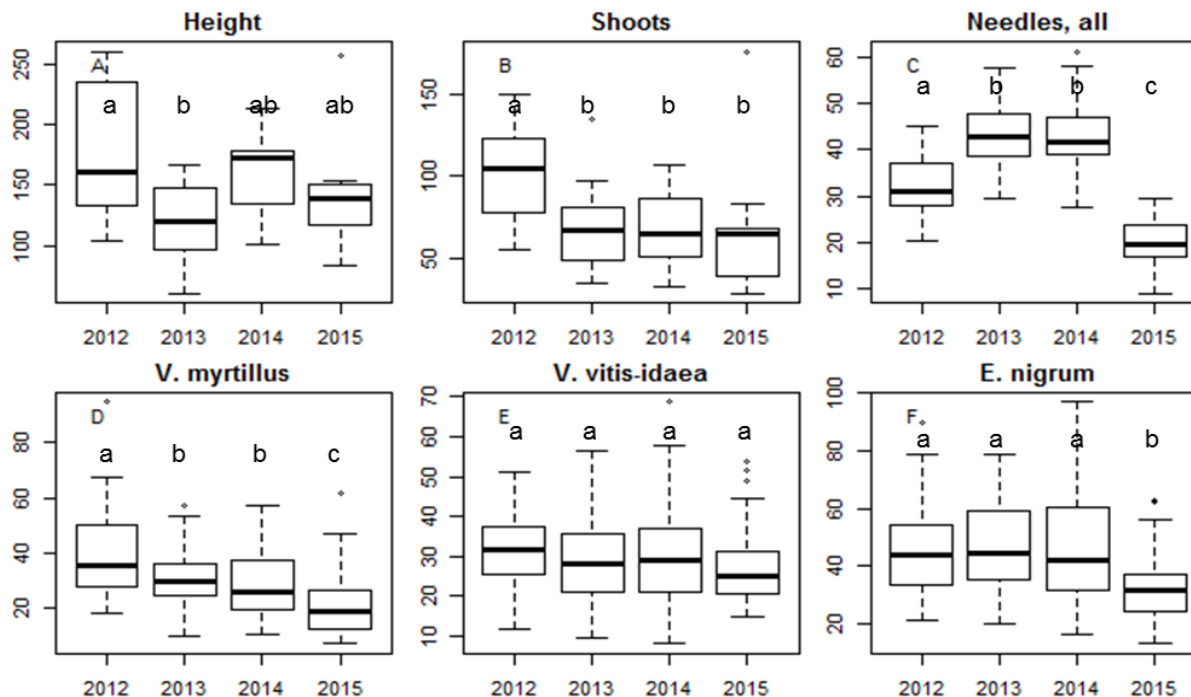 Height
A
a b ab ab
250
200
150
100
2012 2013 2014 2015
Shoots
B
a b b b
150
100
50
2012 2013 2014 2015
Needles, all
C
a b b c
60
50
40
30
20
10
2012 2013 2014 2015
V. myrtillus
D
a b b c
80
60
40
20
2012 2013 2014 2015
V. vitis-idaea
E
a a a a
70
60
50
40
30
20
10
2012 2013 2014 2015
E. nigrum
F
a a a b
100
80
60
40
20
2012 2013 2014 2015